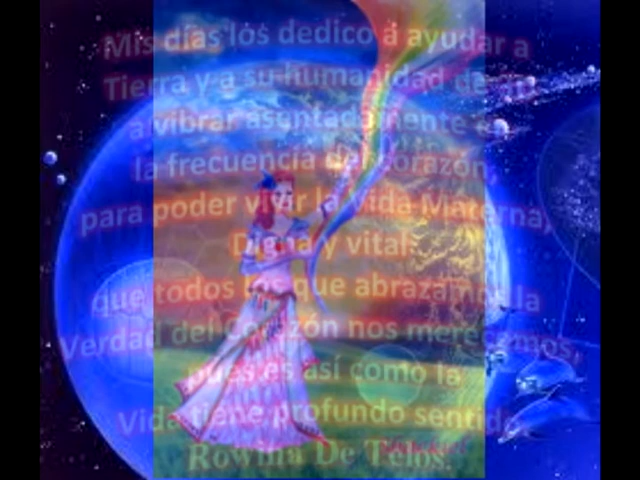 Mis días los dedico a ayudar a
Tierra y a su humanidad
a vibrar asentadamente
la frecuencia del corazón,
para poder vivir la Vida Materna,
Digna y vital
que todos los que abrazamos la
Verdad del Corazón nos merecemos,
pues es así como la
Vida tiene profundo sentido
Rowina De Telos.